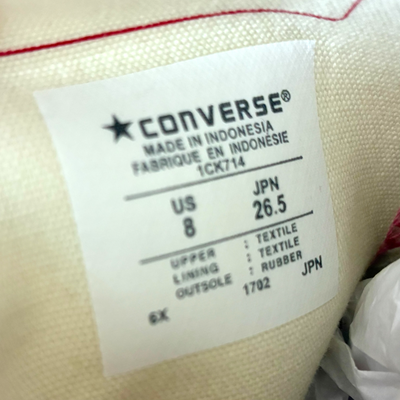 ★CONVERSE®
MADE IN INDONESIA
FABRIQUE EN INDONÉSIE
1CK714
US JPN
8 26.5
UPPER : TEXTILE
LINING : TEXTILE
OUTSOLE : RUBBER
6X 1702 JPN